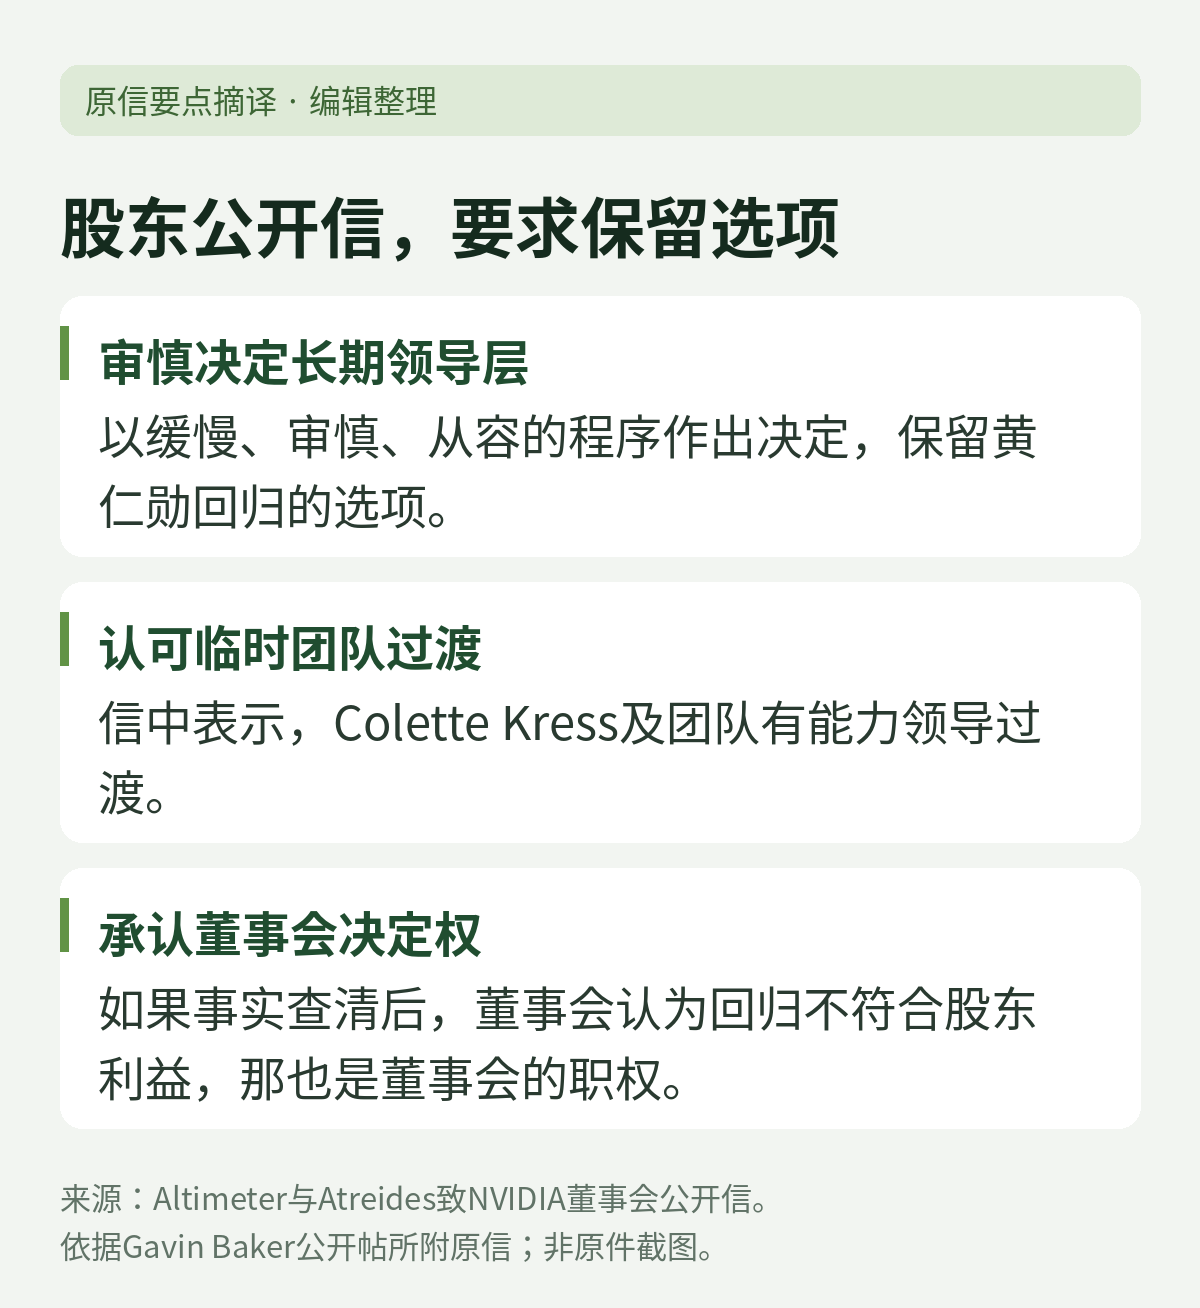 原信要点摘译 · 编辑整理
股东公开信，要求保留选项
审慎决定长期领导层
以缓慢、审慎、从容的程序作出决定，保留黄
仁勋回归的选项。
认可临时团队过渡
信中表示，Colette Kress及团队有能力领导过
渡。
承认董事会决定权
如果事实查清后，董事会认为回归不符合股东
利益，那也是董事会的职权。
来源：Altimeter与Atreides致NVIDIA董事会公开信。
依据Gavin Baker公开帖所附原信；非原件截图。